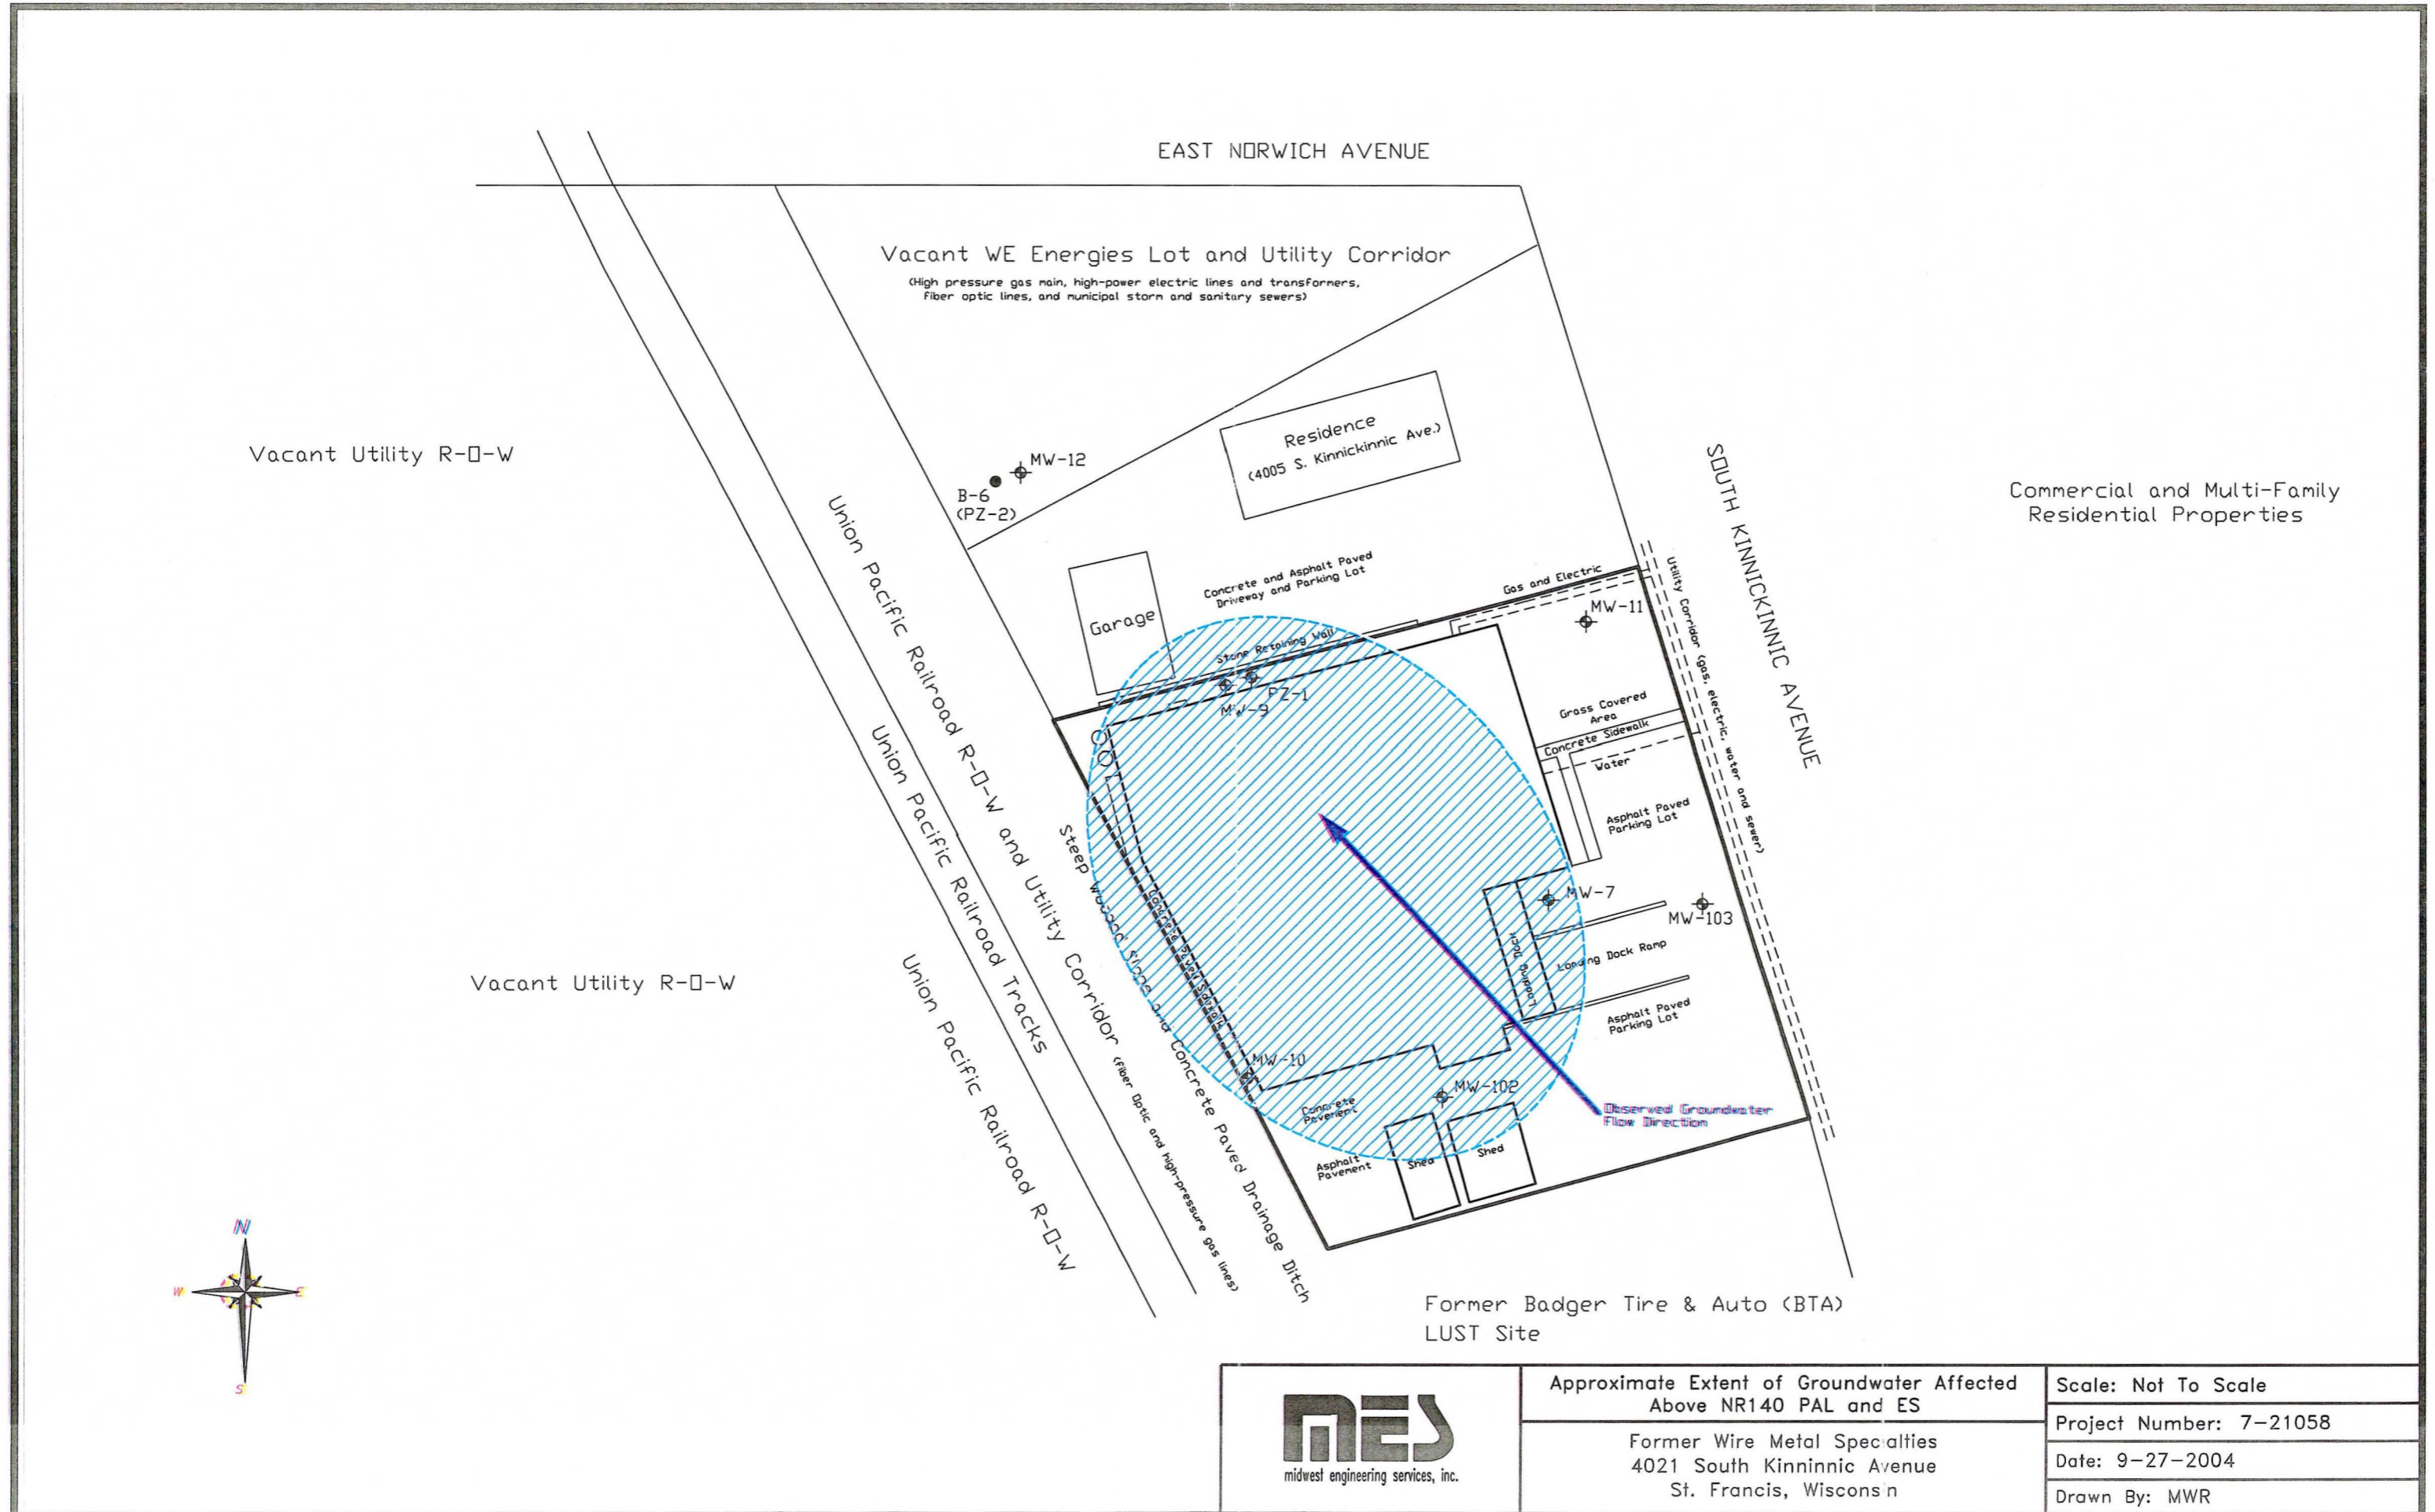 EAST NORWICH AVENUE
Vacant WE Energies Lot and Utility Corridor
(High pressure gas main, high-power electric lines and transformers,
fiber optic lines, and municipal storm and sanitary sewers)
Residence
(4005 S. Kinnickinnic Ave.)
Vacant Utility R-O-W
MW-12
B-6
(PZ-2)
SOUTH KINNICKINNIC AVENUE
Commercial and Multi-Family
Residential Properties
Union Pacific Railroad R-O-W and Utility Corridor (fiber optic and high-pressure gas lines)
Concrete and Asphalt Paved
Driveway and Parking Lot
Gas and Electric
Utility Corridor (gas, electric, water and sewer)
Garage
MW-11
Stone Retaining Wall
PZ-1
MW-9
Grass Covered
Area
Concrete Sidewalk
Water
Union Pacific Railroad Tracks
Asphalt Paved
Parking Lot
Steep Wooded Slope and Concrete Paved Drainage Ditch
Concrete Paved Sidewalk
MW-7
MW-103
Loading Dock
Loading Dock Ramp
Vacant Utility R-O-W
Union Pacific Railroad R-O-W
Asphalt Paved
Parking Lot
MW-10
MW-102
Concrete
Pavement
Observed Groundwater
Flow Direction
Asphalt
Pavement
Shed
Shed
N
W
E
S
Former Badger Tire & Auto (BTA)
LUST Site
MES
midwest engineering services, inc.
Approximate Extent of Groundwater Affected
Above NR140 PAL and ES
Former Wire Metal Specialties
4021 South Kinninnic Avenue
St. Francis, Wisconsin
Scale: Not To Scale
Project Number: 7-21058
Date: 9-27-2004
Drawn By: MWR